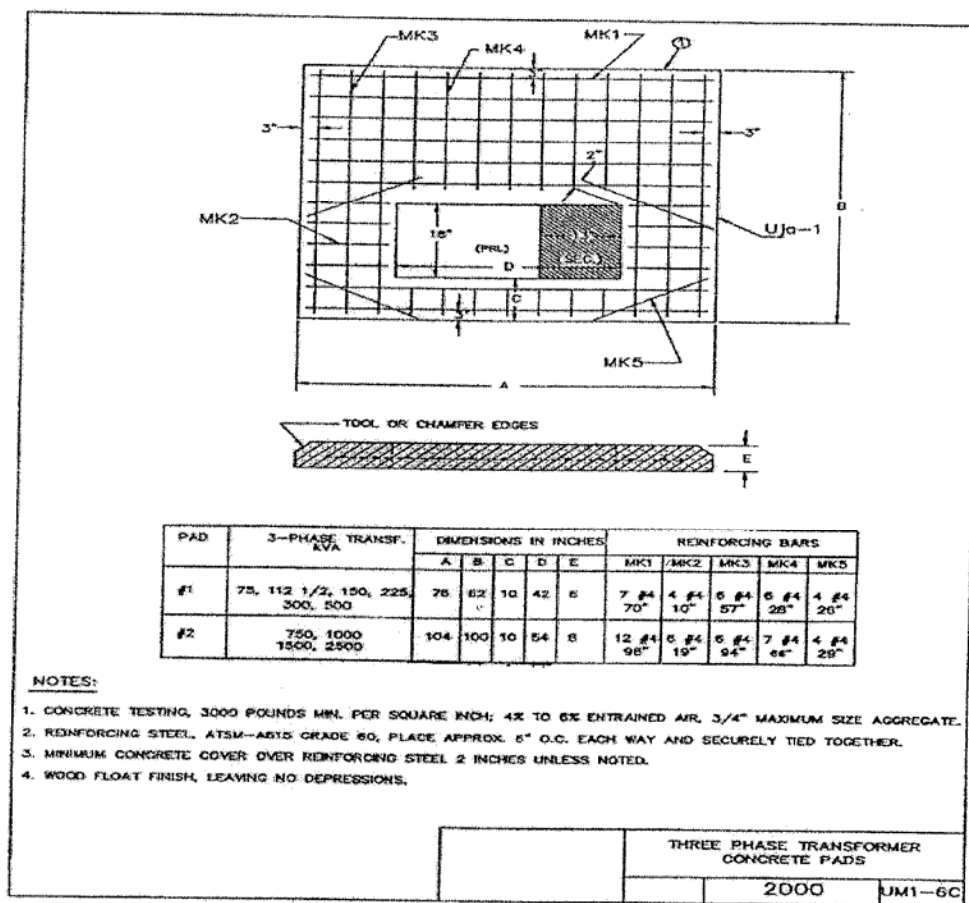 MK3
MK4
MK1
1
3"
3"
2"
B
MK2
18"
(PRI.)
(SEC.)
D
Uja-1
C
3"
MK5
A
TOOL OR CHAMFER EDGES
E
PAD 3-PHASE TRANSF. KVA DIMENSIONS IN INCHES REINFORCING BARS
A B C D E MK1 MK2 MK3 MK4 MK5
#1 75, 112 1/2, 150, 225, 76 62 10 42 6 7 #4 4 #4 6 #4 6 #4 4 #4
300, 500 70" 10" 57" 28" 26"
#2 750, 1000 104 100 10 54 8 12 #4 6 #4 6 #4 7 #4 4 #4
1500, 2500 98" 19" 94" 66" 29"
NOTES:
1. CONCRETE TESTING, 3000 POUNDS MIN. PER SQUARE INCH; 4% TO 6% ENTRAINED AIR, 3/4" MAXIMUM SIZE AGGREGATE.
2. REINFORCING STEEL, ATSM-A615 GRADE 60, PLACE APPROX. 6" O.C. EACH WAY AND SECURELY TIED TOGETHER.
3. MINIMUM CONCRETE COVER OVER REINFORCING STEEL 2 INCHES UNLESS NOTED.
4. WOOD FLOAT FINISH, LEAVING NO DEPRESSIONS.
THREE PHASE TRANSFORMER
CONCRETE PADS
2000 UM1-6C